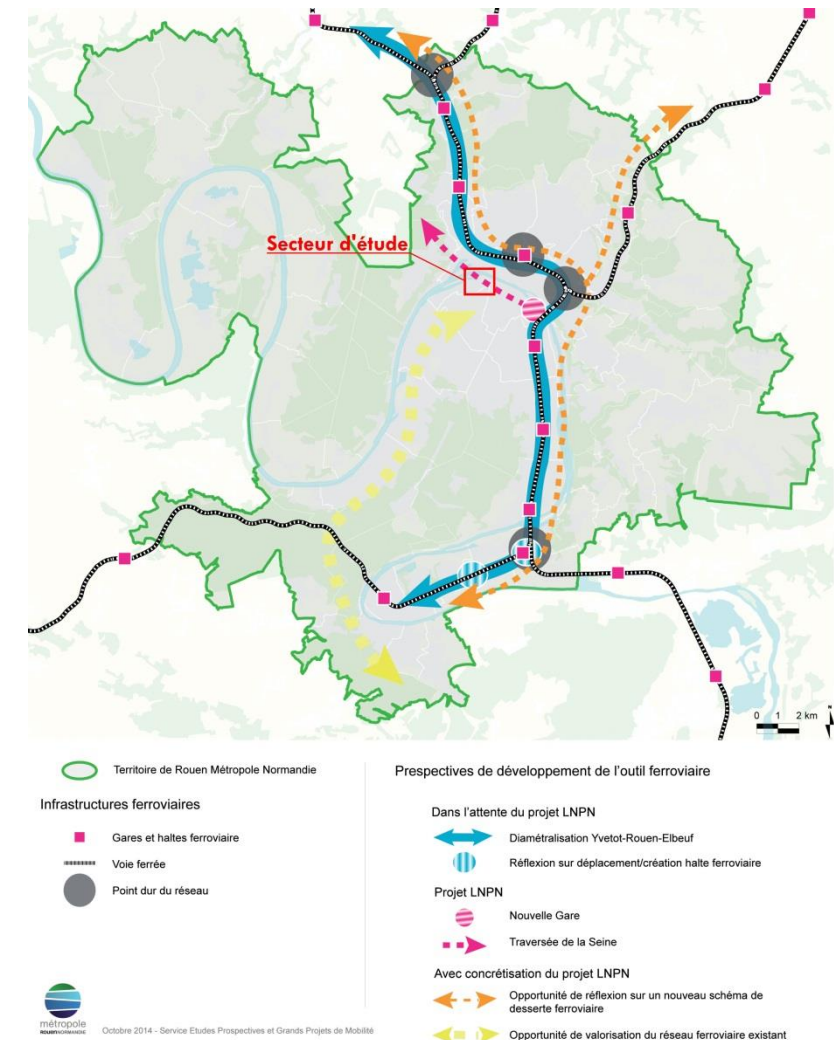 Secteur d'étude
0 1 2 km
N
Territoire de Rouen Métropole Normandie
Infrastructures ferroviaires
Gares et haltes ferroviaire
Voie ferrée
Point dur du réseau
Prespectives de développement de l'outil ferroviaire
Dans l'attente du projet LNPN
Diamétralisation Yvetot-Rouen-Elbeuf
Réflexion sur déplacement/création halte ferroviaire
Projet LNPN
Nouvelle Gare
Traversée de la Seine
Avec concrétisation du projet LNPN
Opportunité de réflexion sur un nouveau schéma de
desserte ferroviaire
Opportunité de valorisation du réseau ferroviaire existant
métropole
ROUENNORMANDIE
Octobre 2014 - Service Etudes Prospectives et Grands Projets de Mobilité